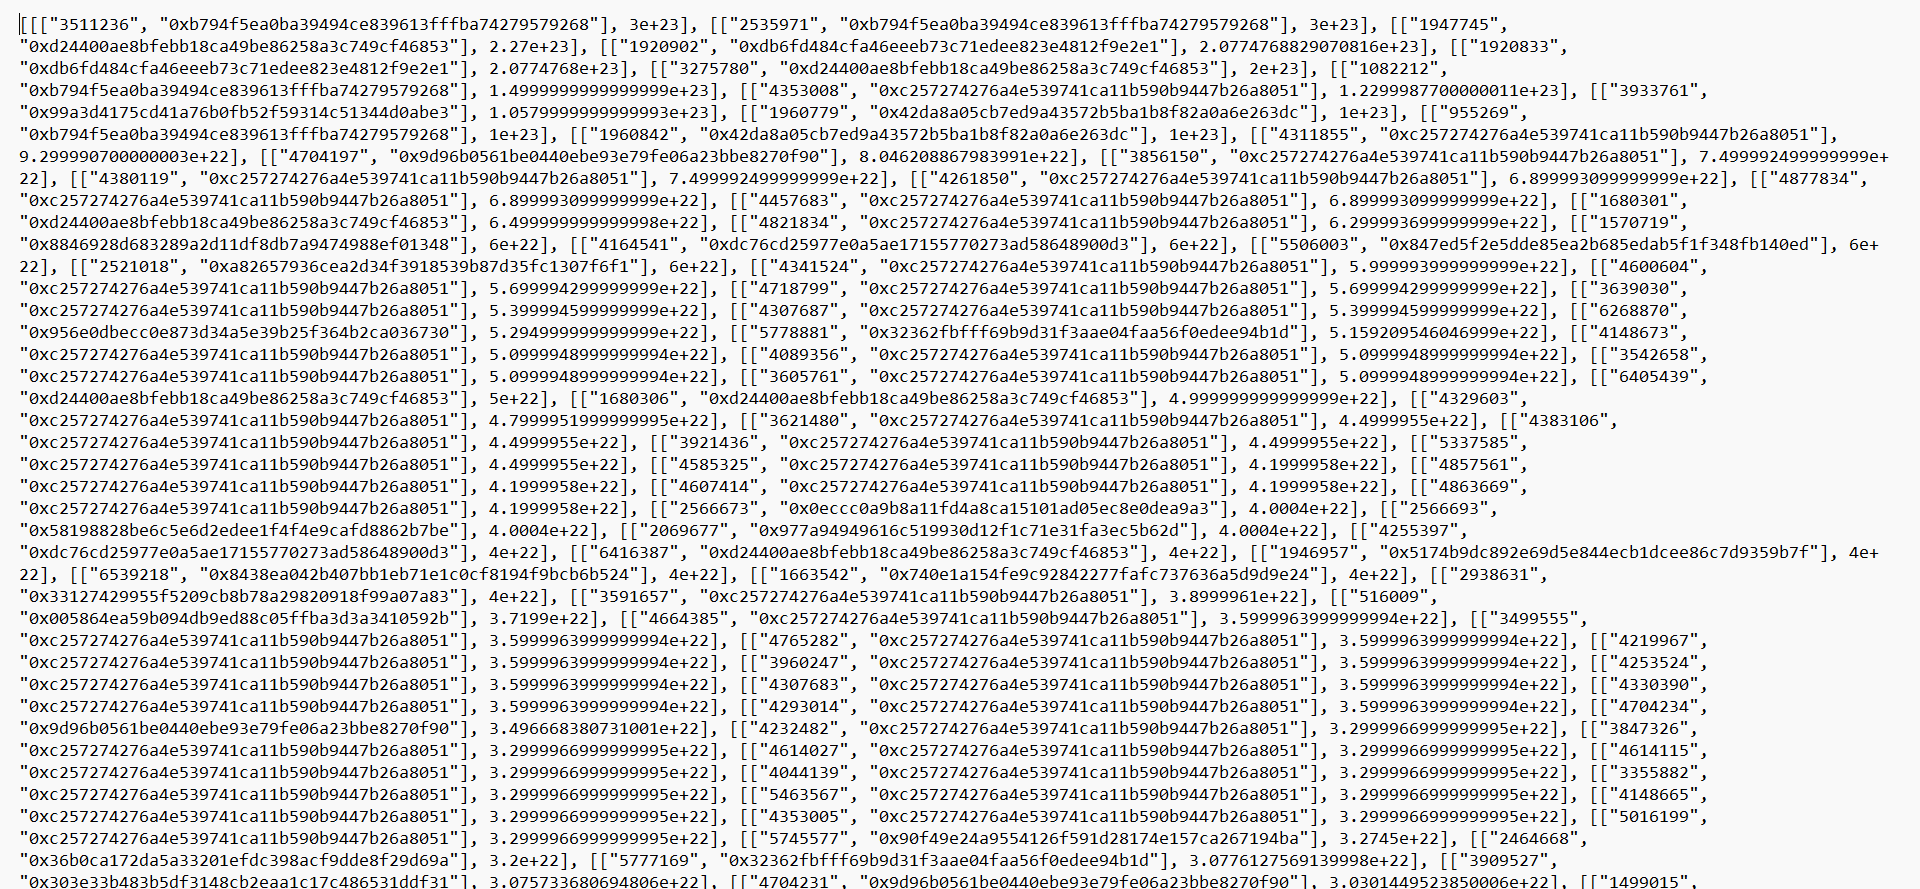 [[["3511236", "0xb794f5ea0ba39494ce839613fffba74279579268"], 3e+23], [["2535971", "0xb794f5ea0ba39494ce839613fffba74279579268"], 3e+23], [["1947745",
"0xd24400ae8bfebb18ca49be86258a3c749cf46853"], 2.27e+23], [["1920902", "0xdb6fd484cfa46eeeb73c71edee823e4812f9e2e1"], 2.0774768829070816e+23], [["1920833",
"0xdb6fd484cfa46eeeb73c71edee823e4812f9e2e1"], 2.0774768e+23], [["3275780", "0xd24400ae8bfebb18ca49be86258a3c749cf46853"], 2e+23], [["1082212",
"0xb794f5ea0ba39494ce839613fffba74279579268"], 1.4999999999999999e+23], [["4353008", "0xc257274276a4e539741ca11b590b9447b26a8051"], 1.2299987700000011e+23], [["3933761",
"0x99a3d4175cd41a76b0fb52f59314c51344d0abe3"], 1.0579999999999993e+23], [["1960779", "0x42da8a05cb7ed9a43572b5ba1b8f82a0a6e263dc"], 1e+23], [["955269",
"0xb794f5ea0ba39494ce839613fffba74279579268"], 1e+23], [["1960842", "0x42da8a05cb7ed9a43572b5ba1b8f82a0a6e263dc"], 1e+23], [["4311855", "0xc257274276a4e539741ca11b590b9447b26a8051"],
9.299990700000003e+22], [["4704197", "0x9d96b0561be0440ebe93e79fe06a23bbe8270f90"], 8.046208867983991e+22], [["3856150", "0xc257274276a4e539741ca11b590b9447b26a8051"], 7.499992499999999e+
22], [["4380119", "0xc257274276a4e539741ca11b590b9447b26a8051"], 7.499992499999999e+22], [["4261850", "0xc257274276a4e539741ca11b590b9447b26a8051"], 6.899993099999999e+22], [["4877834",
"0xc257274276a4e539741ca11b590b9447b26a8051"], 6.899993099999999e+22], [["4457683", "0xc257274276a4e539741ca11b590b9447b26a8051"], 6.899993099999999e+22], [["1680301",
"0xd24400ae8bfebb18ca49be86258a3c749cf46853"], 6.499999999999998e+22], [["4821834", "0xc257274276a4e539741ca11b590b9447b26a8051"], 6.299993699999999e+22], [["1570719",
"0x8846928d683289a2d11df8db7a9474988ef01348"], 6e+22], [["4164541", "0xdc76cd25977e0a5ae17155770273ad58648900d3"], 6e+22], [["5506003", "0x847ed5f2e5dde85ea2b685edab5f1f348fb140ed"], 6e+
22], [["2521018", "0xa82657936cea2d34f3918539b87d35fc1307f6f1"], 6e+22], [["4341524", "0xc257274276a4e539741ca11b590b9447b26a8051"], 5.999993999999999e+22], [["4600604",
"0xc257274276a4e539741ca11b590b9447b26a8051"], 5.699994299999999e+22], [["4718799", "0xc257274276a4e539741ca11b590b9447b26a8051"], 5.699994299999999e+22], [["3639030",
"0xc257274276a4e539741ca11b590b9447b26a8051"], 5.399994599999999e+22], [["4307687", "0xc257274276a4e539741ca11b590b9447b26a8051"], 5.399994599999999e+22], [["6268870",
"0x956e0dbecc0e873d34a5e39b25f364b2ca036730"], 5.294999999999999e+22], [["5778881", "0x32362fbfff69b9d31f3aae04faa56f0edee94b1d"], 5.159209546046999e+22], [["4148673",
"0xc257274276a4e539741ca11b590b9447b26a8051"], 5.0999948999999994e+22], [["4089356", "0xc257274276a4e539741ca11b590b9447b26a8051"], 5.0999948999999994e+22], [["3542658",
"0xc257274276a4e539741ca11b590b9447b26a8051"], 5.0999948999999994e+22], [["3605761", "0xc257274276a4e539741ca11b590b9447b26a8051"], 5.0999948999999994e+22], [["6405439",
"0xd24400ae8bfebb18ca49be86258a3c749cf46853"], 5e+22], [["1680306", "0xd24400ae8bfebb18ca49be86258a3c749cf46853"], 4.999999999999999e+22], [["4329603",
"0xc257274276a4e539741ca11b590b9447b26a8051"], 4.7999951999999995e+22], [["3621480", "0xc257274276a4e539741ca11b590b9447b26a8051"], 4.4999955e+22], [["4383106",
"0xc257274276a4e539741ca11b590b9447b26a8051"], 4.4999955e+22], [["3921436", "0xc257274276a4e539741ca11b590b9447b26a8051"], 4.4999955e+22], [["5337585",
"0xc257274276a4e539741ca11b590b9447b26a8051"], 4.4999955e+22], [["4585325", "0xc257274276a4e539741ca11b590b9447b26a8051"], 4.1999958e+22], [["4857561",
"0xc257274276a4e539741ca11b590b9447b26a8051"], 4.1999958e+22], [["4607414", "0xc257274276a4e539741ca11b590b9447b26a8051"], 4.1999958e+22], [["4863669",
"0xc257274276a4e539741ca11b590b9447b26a8051"], 4.1999958e+22], [["2566673", "0x0eccc0a9b8a11fd4a8ca15101ad05ec8e0dea9a3"], 4.0004e+22], [["2566693",
"0x58198828be6c5e6d2edee1f4f4e9cafd8862b7be"], 4.0004e+22], [["2069677", "0x977a94949616c519930d12f1c71e31fa3ec5b62d"], 4.0004e+22], [["4255397",
"0xdc76cd25977e0a5ae17155770273ad58648900d3"], 4e+22], [["6416387", "0xd24400ae8bfebb18ca49be86258a3c749cf46853"], 4e+22], [["1946957", "0x5174b9dc892e69d5e844ecb1dcee86c7d9359b7f"], 4e+
22], [["6539218", "0x8438ea042b407bb1eb71e1c0cf8194f9bcb6b524"], 4e+22], [["1663542", "0x740e1a154fe9c92842277fafc737636a5d9d9e24"], 4e+22], [["2938631",
"0x33127429955f5209cb8b78a29820918f99a07a83"], 4e+22], [["3591657", "0xc257274276a4e539741ca11b590b9447b26a8051"], 3.8999961e+22], [["516009",
"0x005864ea59b094db9ed88c05ffba3d3a3410592b"], 3.7199e+22], [["4664385", "0xc257274276a4e539741ca11b590b9447b26a8051"], 3.5999963999999994e+22], [["3499555",
"0xc257274276a4e539741ca11b590b9447b26a8051"], 3.5999963999999994e+22], [["4765282", "0xc257274276a4e539741ca11b590b9447b26a8051"], 3.5999963999999994e+22], [["4219967",
"0xc257274276a4e539741ca11b590b9447b26a8051"], 3.5999963999999994e+22], [["3960247", "0xc257274276a4e539741ca11b590b9447b26a8051"], 3.5999963999999994e+22], [["4253524",
"0xc257274276a4e539741ca11b590b9447b26a8051"], 3.5999963999999994e+22], [["4307683", "0xc257274276a4e539741ca11b590b9447b26a8051"], 3.5999963999999994e+22], [["4330390",
"0xc257274276a4e539741ca11b590b9447b26a8051"], 3.5999963999999994e+22], [["4293014", "0xc257274276a4e539741ca11b590b9447b26a8051"], 3.5999963999999994e+22], [["4704234",
"0x9d96b0561be0440ebe93e79fe06a23bbe8270f90"], 3.496668380731001e+22], [["4232482", "0xc257274276a4e539741ca11b590b9447b26a8051"], 3.2999966999999995e+22], [["3847326",
"0xc257274276a4e539741ca11b590b9447b26a8051"], 3.2999966999999995e+22], [["4614027", "0xc257274276a4e539741ca11b590b9447b26a8051"], 3.2999966999999995e+22], [["4614115",
"0xc257274276a4e539741ca11b590b9447b26a8051"], 3.2999966999999995e+22], [["4044139", "0xc257274276a4e539741ca11b590b9447b26a8051"], 3.2999966999999995e+22], [["3355882",
"0xc257274276a4e539741ca11b590b9447b26a8051"], 3.2999966999999995e+22], [["5463567", "0xc257274276a4e539741ca11b590b9447b26a8051"], 3.2999966999999995e+22], [["4148665",
"0xc257274276a4e539741ca11b590b9447b26a8051"], 3.2999966999999995e+22], [["4353005", "0xc257274276a4e539741ca11b590b9447b26a8051"], 3.2999966999999995e+22], [["5016199",
"0xc257274276a4e539741ca11b590b9447b26a8051"], 3.2999966999999995e+22], [["5745577", "0x90f49e24a9554126f591d28174e157ca267194ba"], 3.2745e+22], [["2464668",
"0x36b0ca172da5a33201efdc398acf9dde8f29d69a"], 3.2e+22], [["5777169", "0x32362fbfff69b9d31f3aae04faa56f0edee94b1d"], 3.0776127569139998e+22], [["3909527",
"0x303e33b483b5df3148cb2eaa1c17c486531ddf31"], 3.075733680694806e+22], [["4704231", "0x9d96b0561be0440ebe93e79fe06a23bbe8270f90"], 3.0301449523850006e+22], [["1499015",